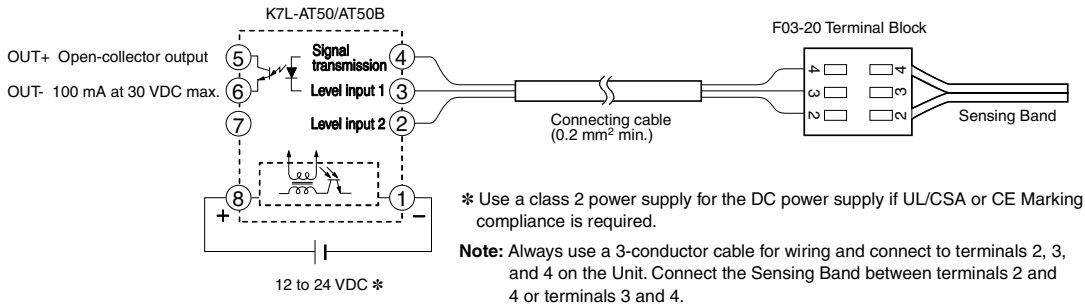 K7L-AT50/AT50B
F03-20 Terminal Block
OUT+ Open-collector output
OUT- 100 mA at 30 VDC max.
5
6
7
8
Signal
transmission
Level input 1
Level input 2
4
3
2
1
+
−
12 to 24 VDC ✻
Connecting cable
(0.2 mm² min.)
4
3
2
4
3
2
Sensing Band
✻ Use a class 2 power supply for the DC power supply if UL/CSA or CE Marking
compliance is required.
Note: Always use a 3-conductor cable for wiring and connect to terminals 2, 3,
and 4 on the Unit. Connect the Sensing Band between terminals 2 and
4 or terminals 3 and 4.